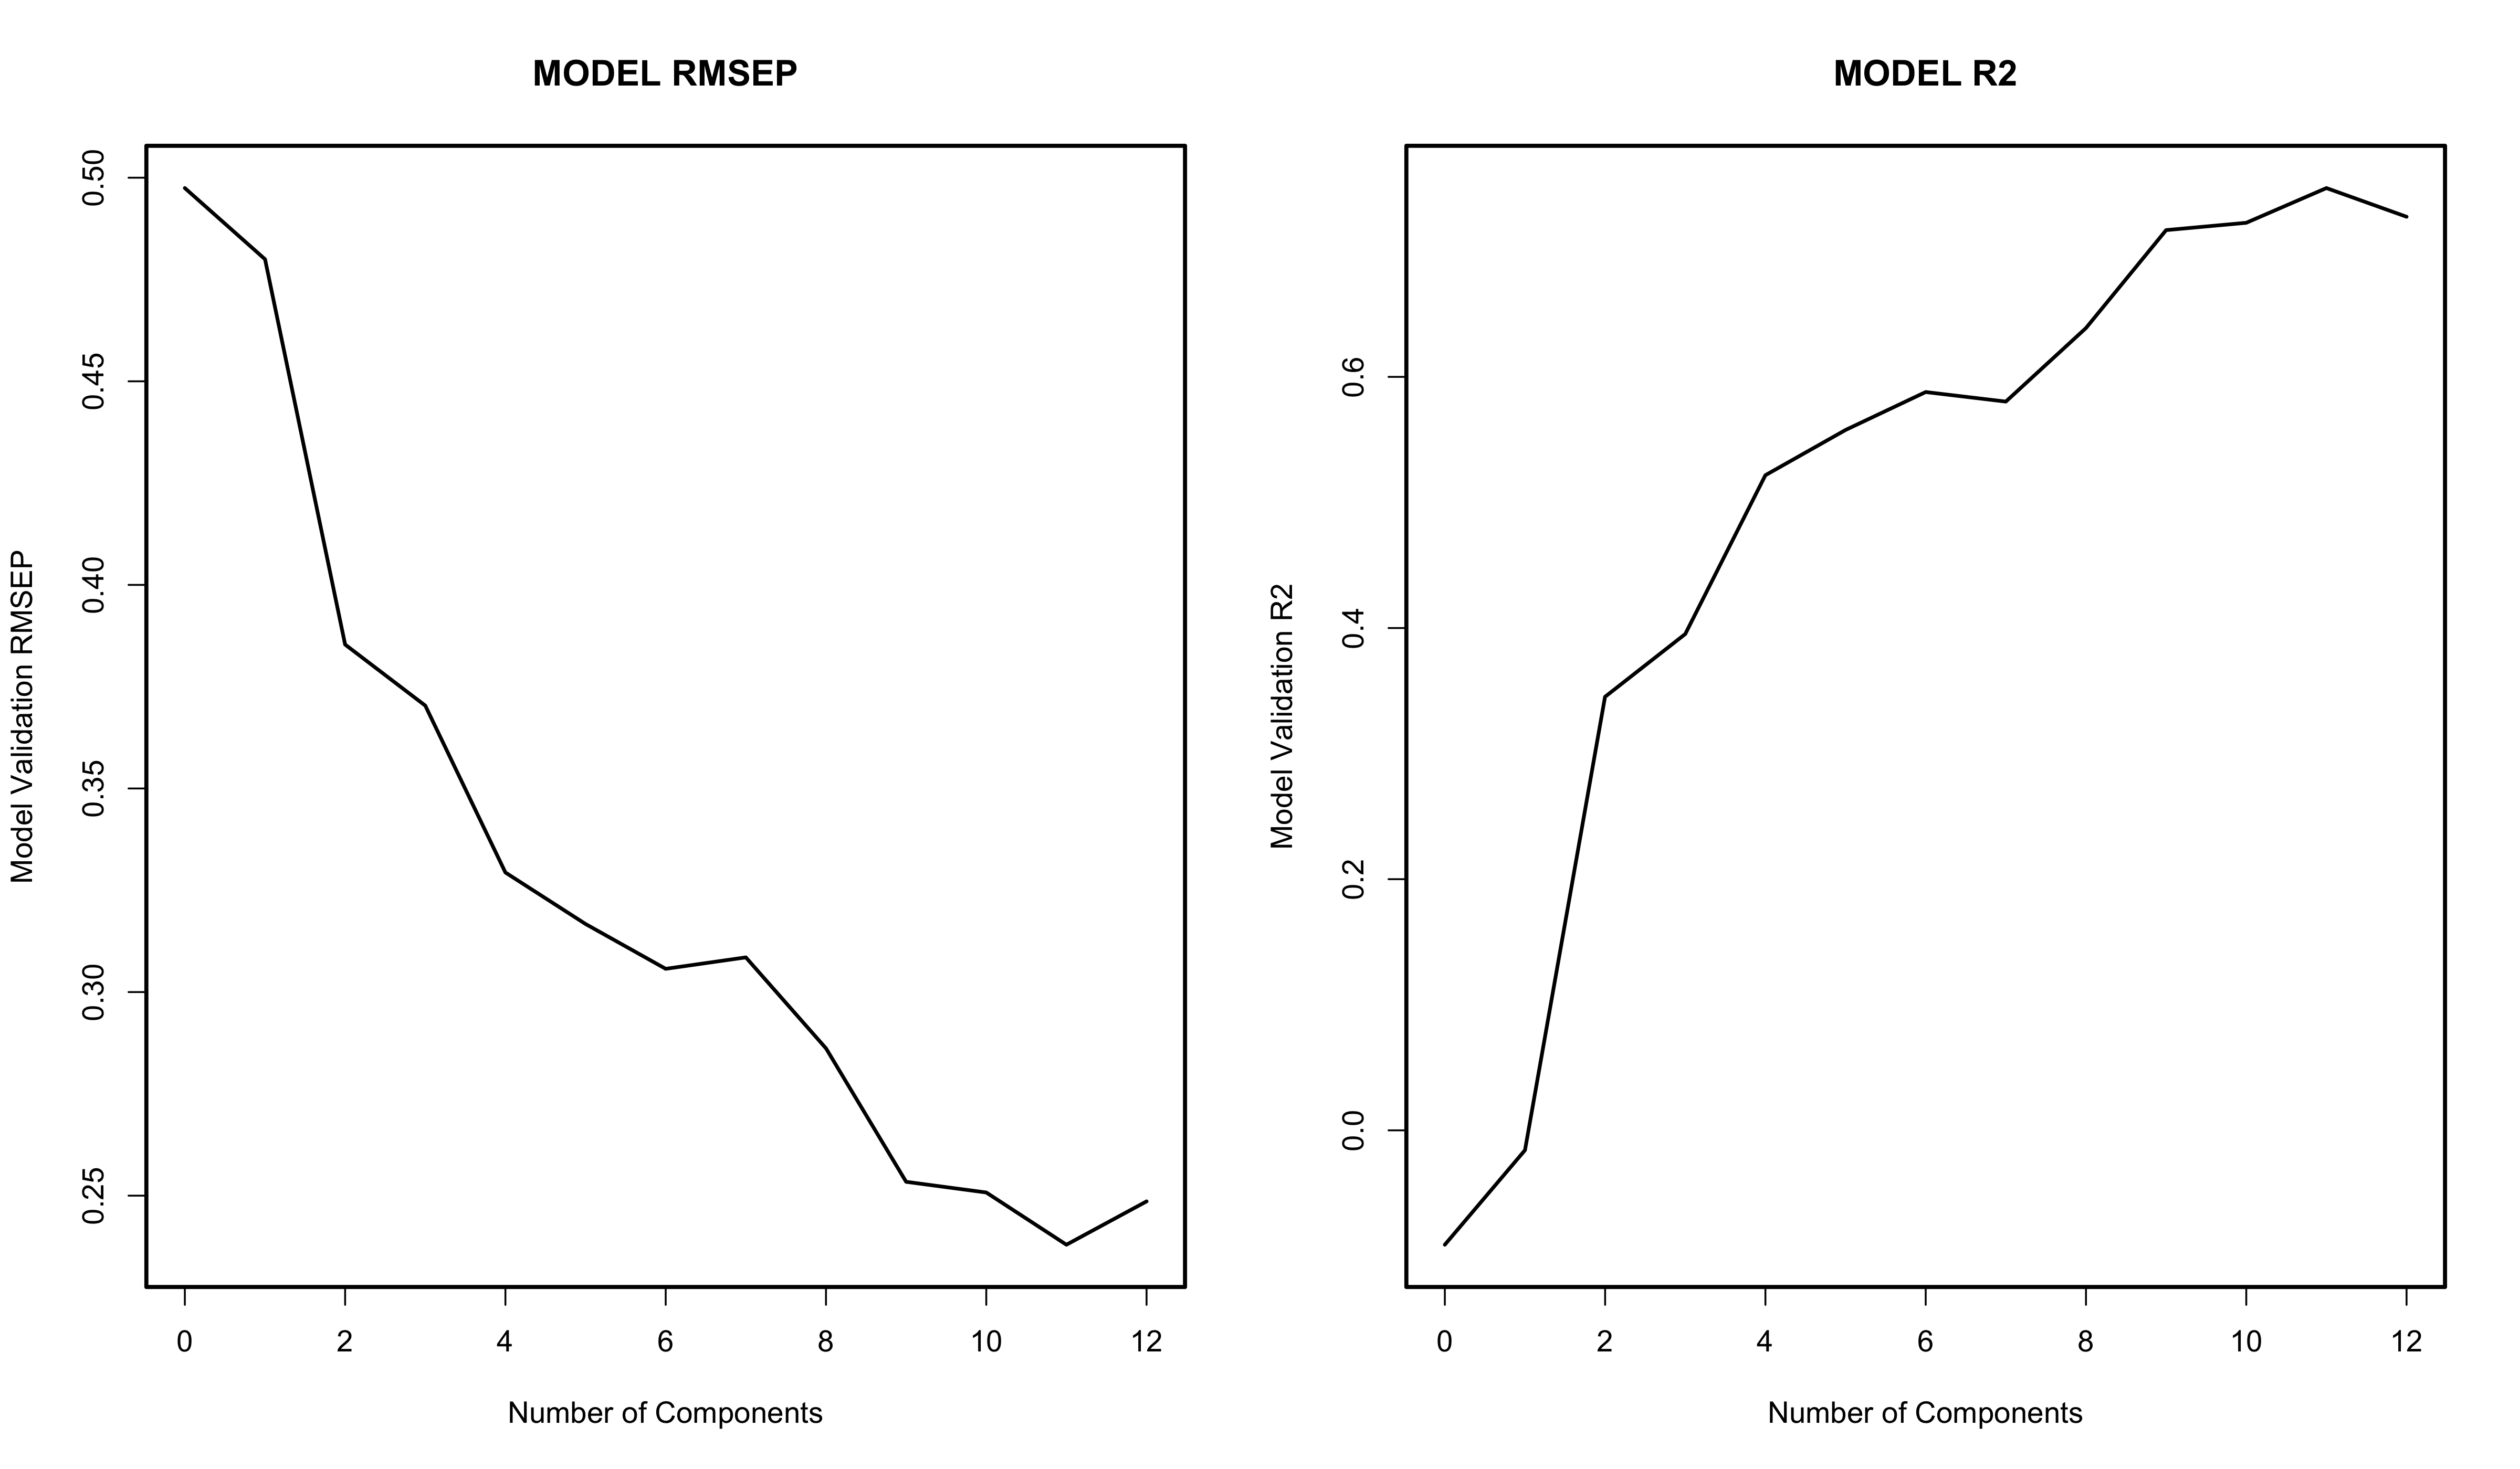 MODEL RMSEP
Model Validation RMSEP
0.50
0.45
0.40
0.35
0.30
0.25
0 2 4 6 8 10 12
Number of Components
MODEL R2
Model Validation R2
0.6
0.4
0.2
0.0
0 2 4 6 8 10 12
Number of Components